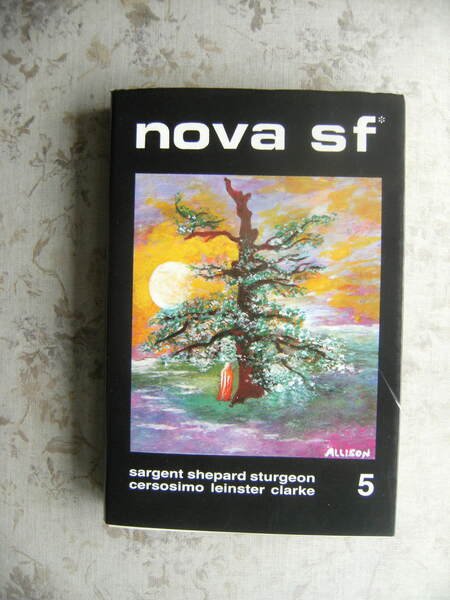 nova sf*
ALLISON
sargent shepard sturgeon
cersosimo leinster clarke 5